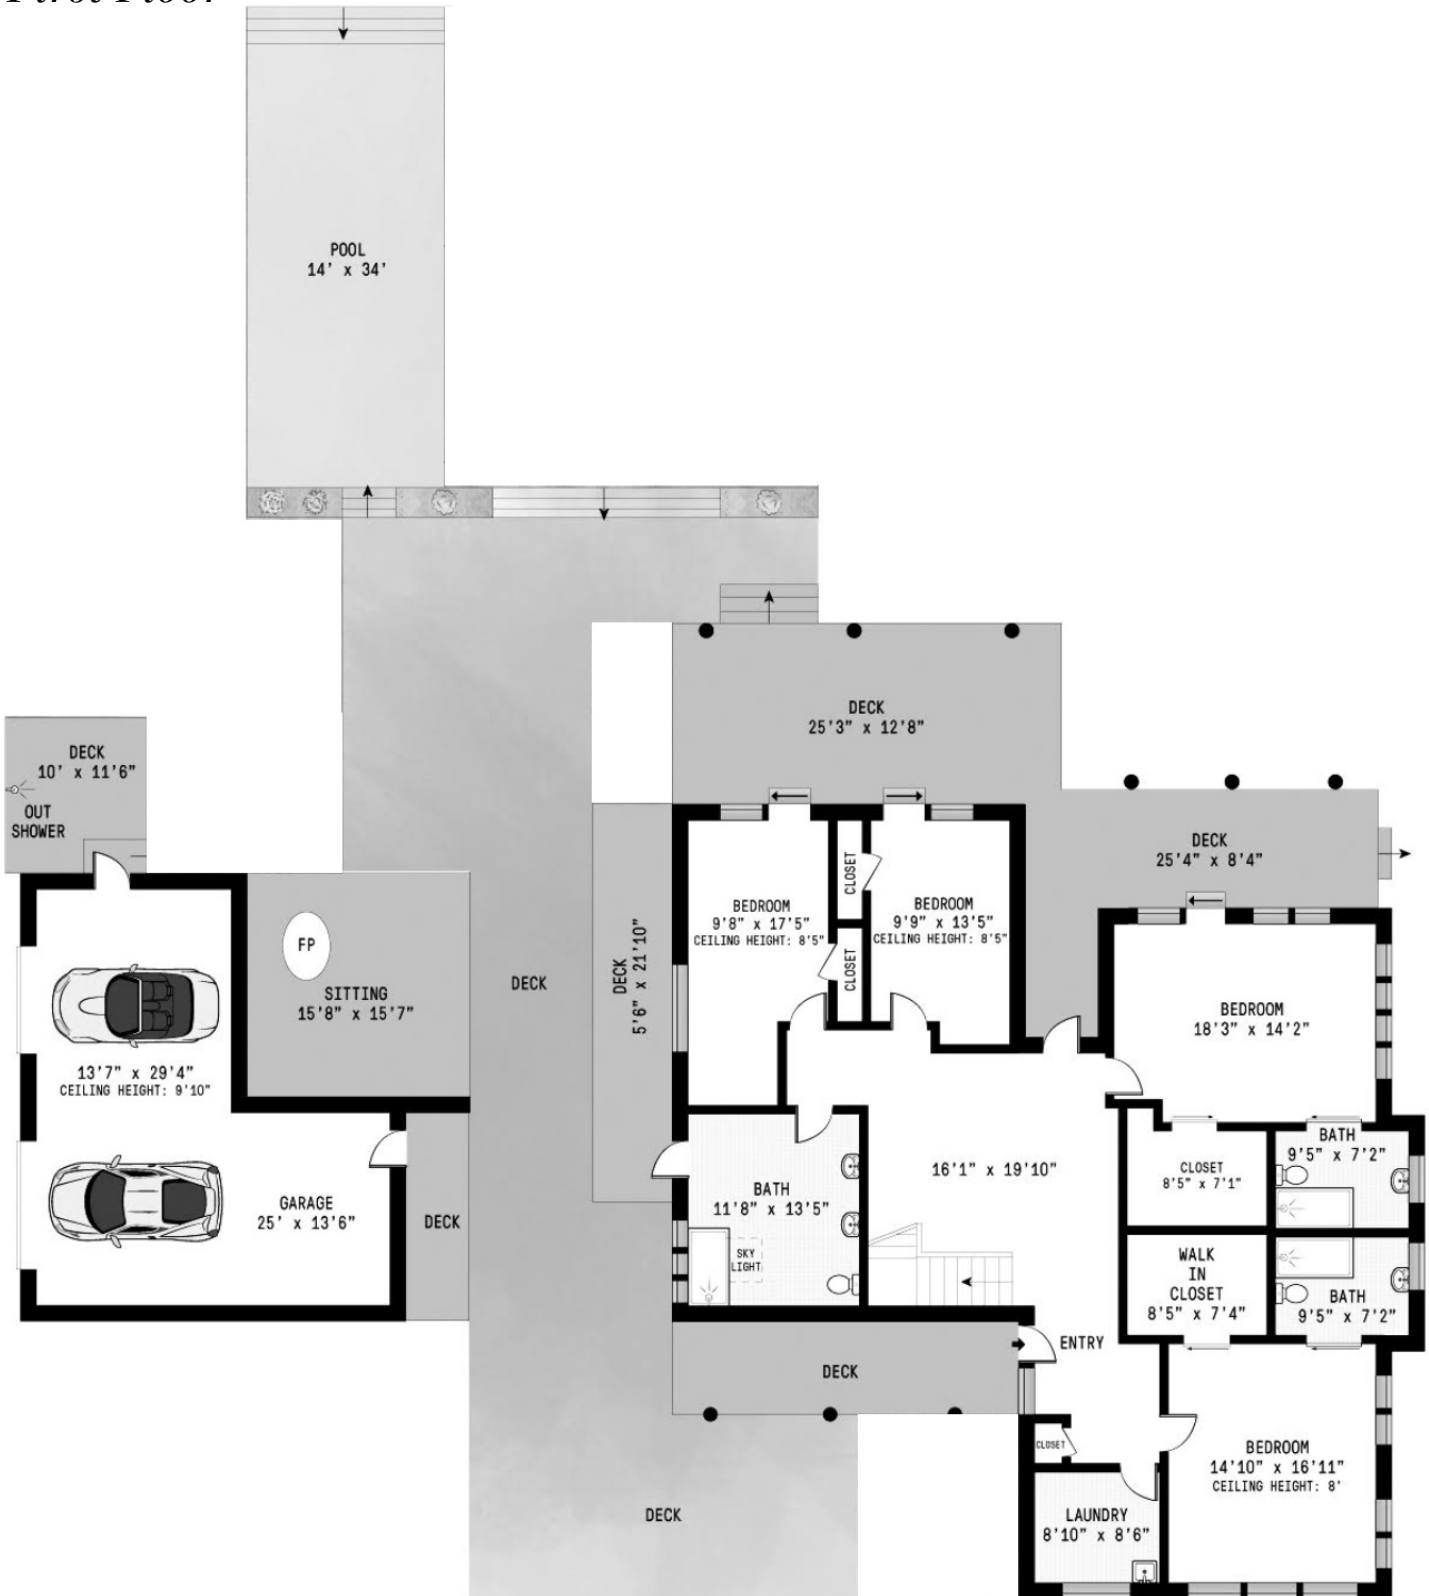 First Floor
POOL
14' x 34'
DECK
25'3" x 12'8"
DECK
10' x 11'6"
OUT
SHOWER
DECK
25'4" x 8'4"
CLOSET
BEDROOM
9'8" x 17'5"
CEILING HEIGHT: 8'5"
BEDROOM
9'9" x 13'5"
CEILING HEIGHT: 8'5"
FP
SITTING
15'8" x 15'7"
DECK
DECK
5'6" x 21'10"
CLOSET
BEDROOM
18'3" x 14'2"
13'7" x 29'4"
CEILING HEIGHT: 9'10"
BATH
9'5" x 7'2"
16'1" x 19'10"
CLOSET
8'5" x 7'1"
GARAGE
25' x 13'6"
DECK
BATH
11'8" x 13'5"
SKY
LIGHT
WALK
IN
CLOSET
8'5" x 7'4"
BATH
9'5" x 7'2"
ENTRY
DECK
CLOSET
BEDROOM
14'10" x 16'11"
CEILING HEIGHT: 8'
DECK
LAUNDRY
8'10" x 8'6"